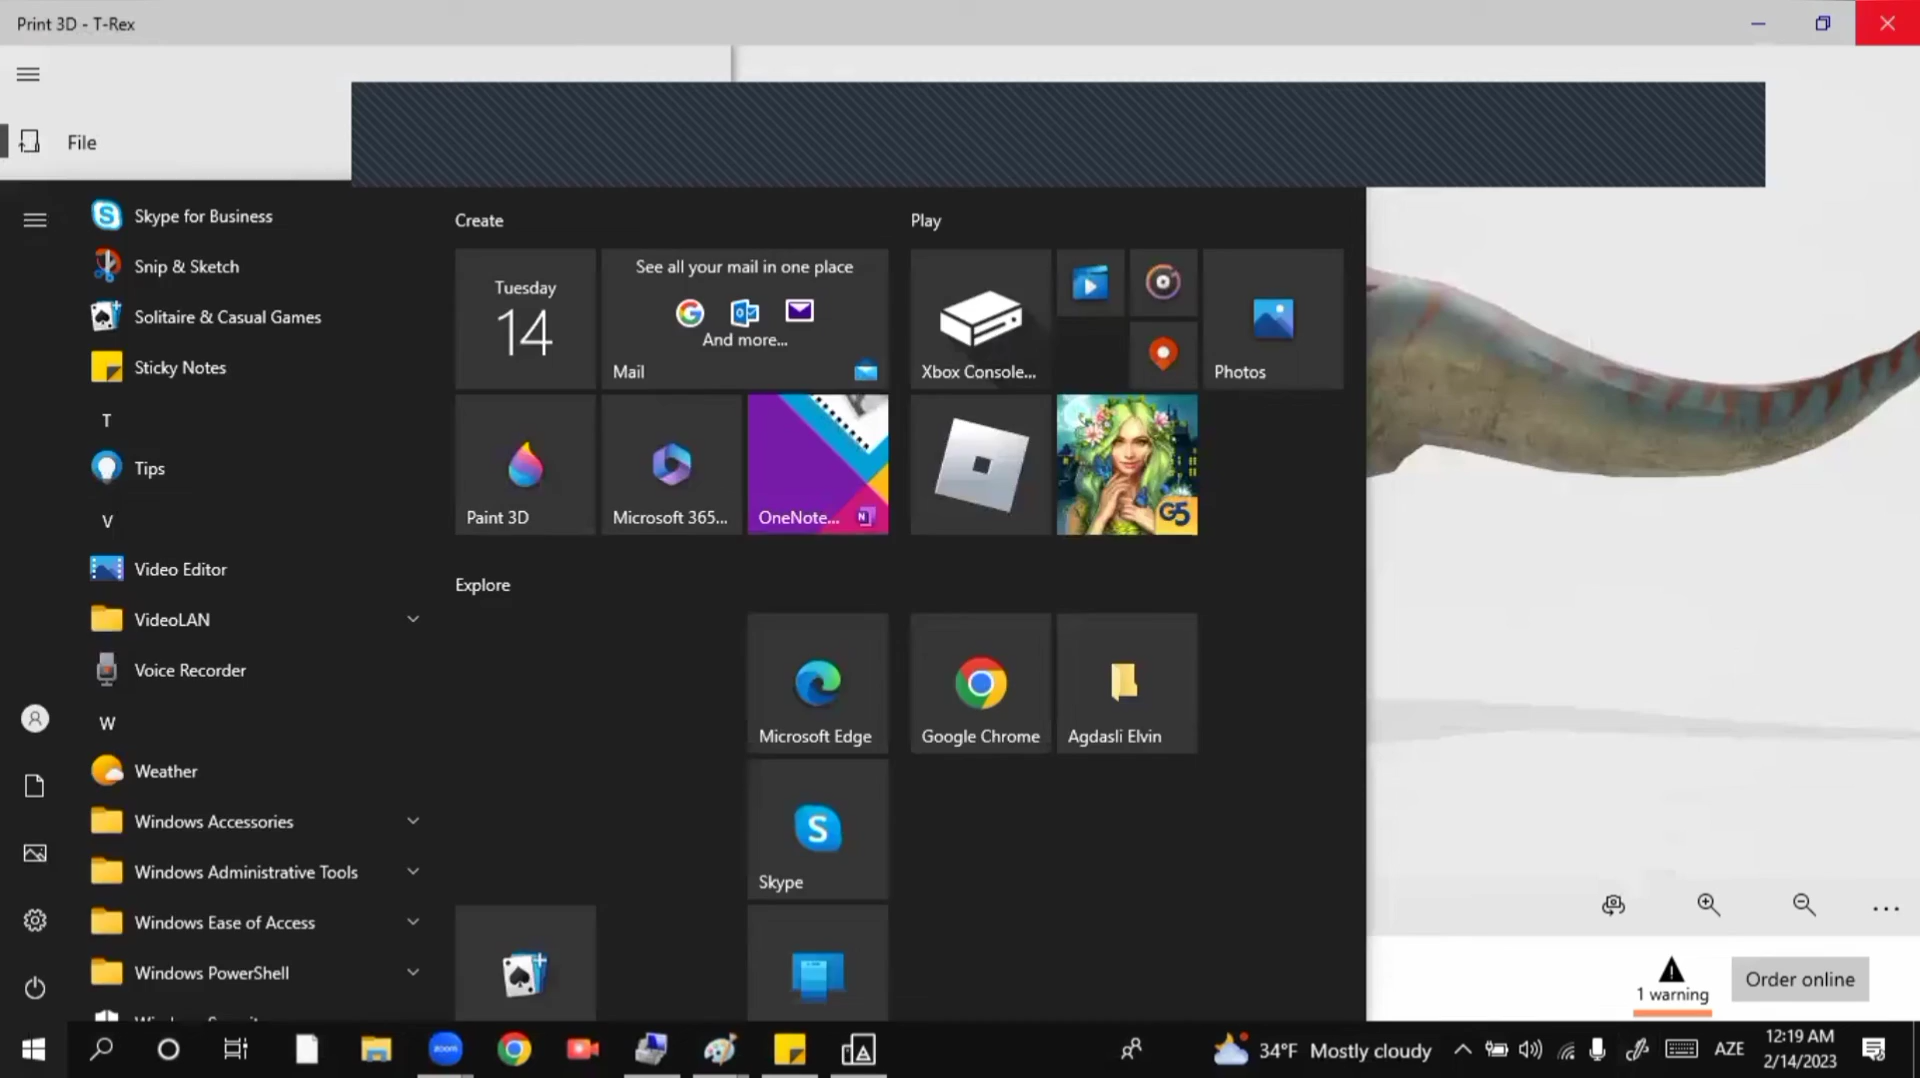 Print 3D - T-Rex
File
Skype for Business
Snip & Sketch
Solitaire & Casual Games
Sticky Notes
T
Tips
V
Video Editor
VideoLAN
Voice Recorder
W
Weather
Windows Accessories
Windows Administrative Tools
Windows Ease of Access
Windows PowerShell
Create
Tuesday
14
See all your mail in one place
And more...
Mail
Paint 3D
Microsoft 365...
OneNote...
N
Play
Xbox Console...
Photos
G5
Explore
Microsoft Edge
Google Chrome
Agdasli Elvin
Skype
1 warning
Order online
zoom
34°F Mostly cloudy
AZE
12:19 AM
2/14/2023